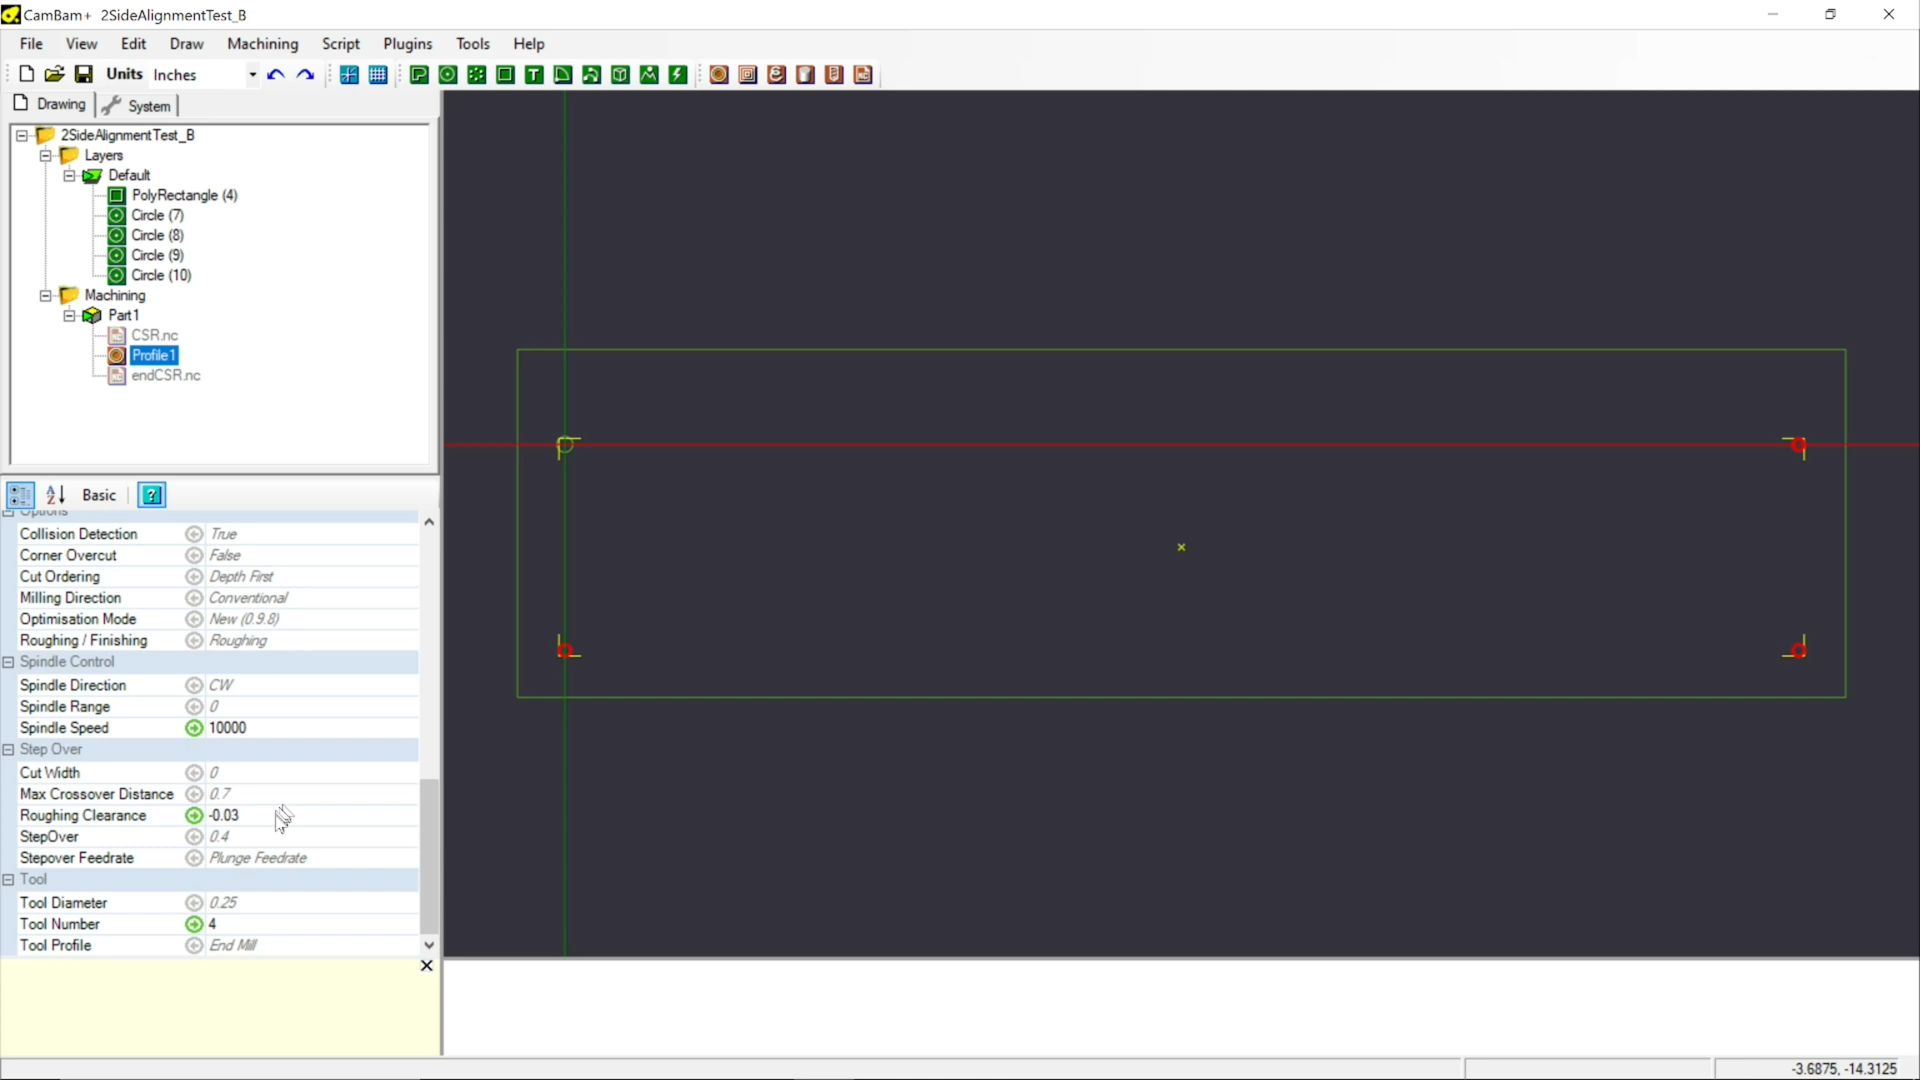 CamBam+ 2SideAlignmentTest_B
File View Edit Draw Machining Script Plugins Tools Help
Units Inches
Drawing System
2SideAlignmentTest_B
Layers
Default
PolyRectangle (4)
Circle (7)
Circle (8)
Circle (9)
Circle (10)
Machining
Part1
CSR.nc
Profile1
endCSR.nc
Basic
Options
Collision Detection True
Corner Overcut False
Cut Ordering Depth First
Milling Direction Conventional
Optimisation Mode New (0.9.8)
Roughing / Finishing Roughing
Spindle Control
Spindle Direction CW
Spindle Range 0
Spindle Speed 10000
Step Over
Cut Width 0
Max Crossover Distance 0.7
Roughing Clearance -0.03
StepOver 0.4
Stepover Feedrate Plunge Feedrate
Tool
Tool Diameter 0.25
Tool Number 4
Tool Profile End Mill
-3.6875, -14.3125